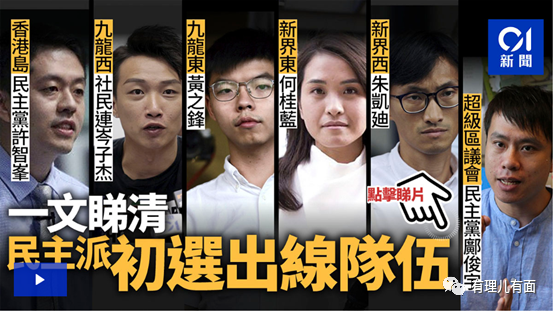 香港島 民主黨許智峯
九龍西 社民連岑子杰
九龍東 黃之鋒
新界東 何桂藍
新界西 朱凱廸
超級區議會 民主黨鄺俊宇
01
新聞
點擊睇片
一文睇清
民主派初選出線隊伍
有理儿有面